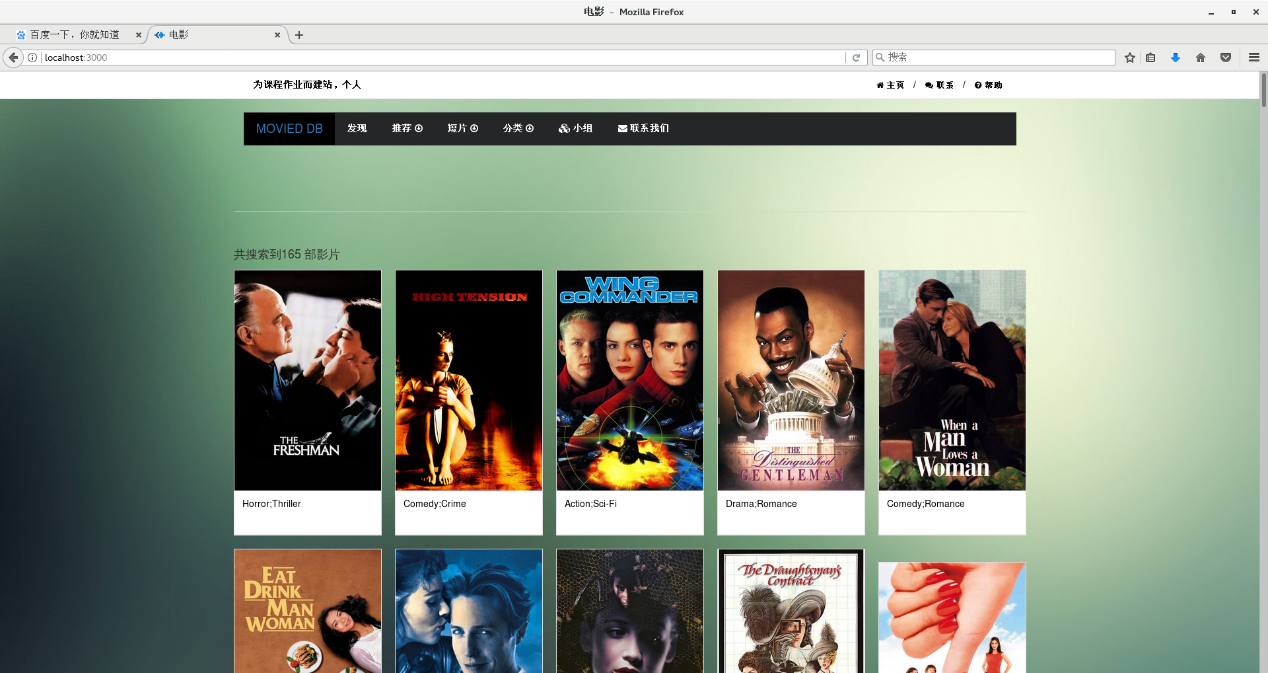 电影 - Mozilla Firefox
百度一下，你就知道
电影
localhost:3000
搜索
为课程作业而建站，个人
主页 / 联系 / 帮助
MOVIED DB 发现 推荐 短片 分类 小组 联系我们
共搜索到165 部影片
THE
FRESHMAN
HIGH TENSION
WING
COMMANDER
THE
Distinguished
GENTLEMAN
When a
Man
Loves a
Woman
Horror;Thriller
Comedy;Crime
Action;Sci-Fi
Drama;Romance
Comedy;Romance
EAT
DRINK
MAN
WOMAN
The Draughtsman's
Contract